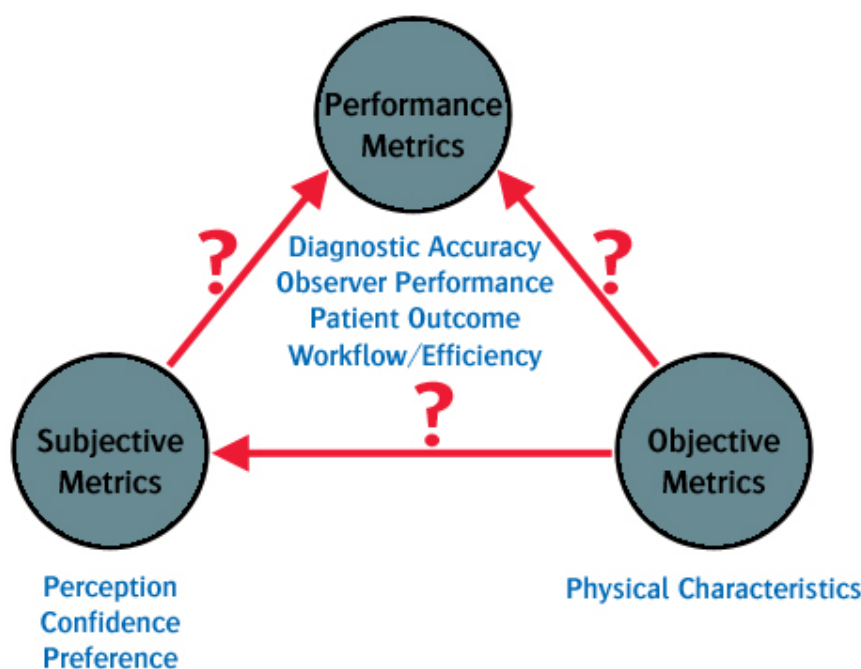 Performance
Metrics
?
?
Diagnostic Accuracy
Observer Performance
Patient Outcome
Workflow/Efficiency
?
Subjective
Metrics
Objective
Metrics
Perception
Confidence
Preference
Physical Characteristics